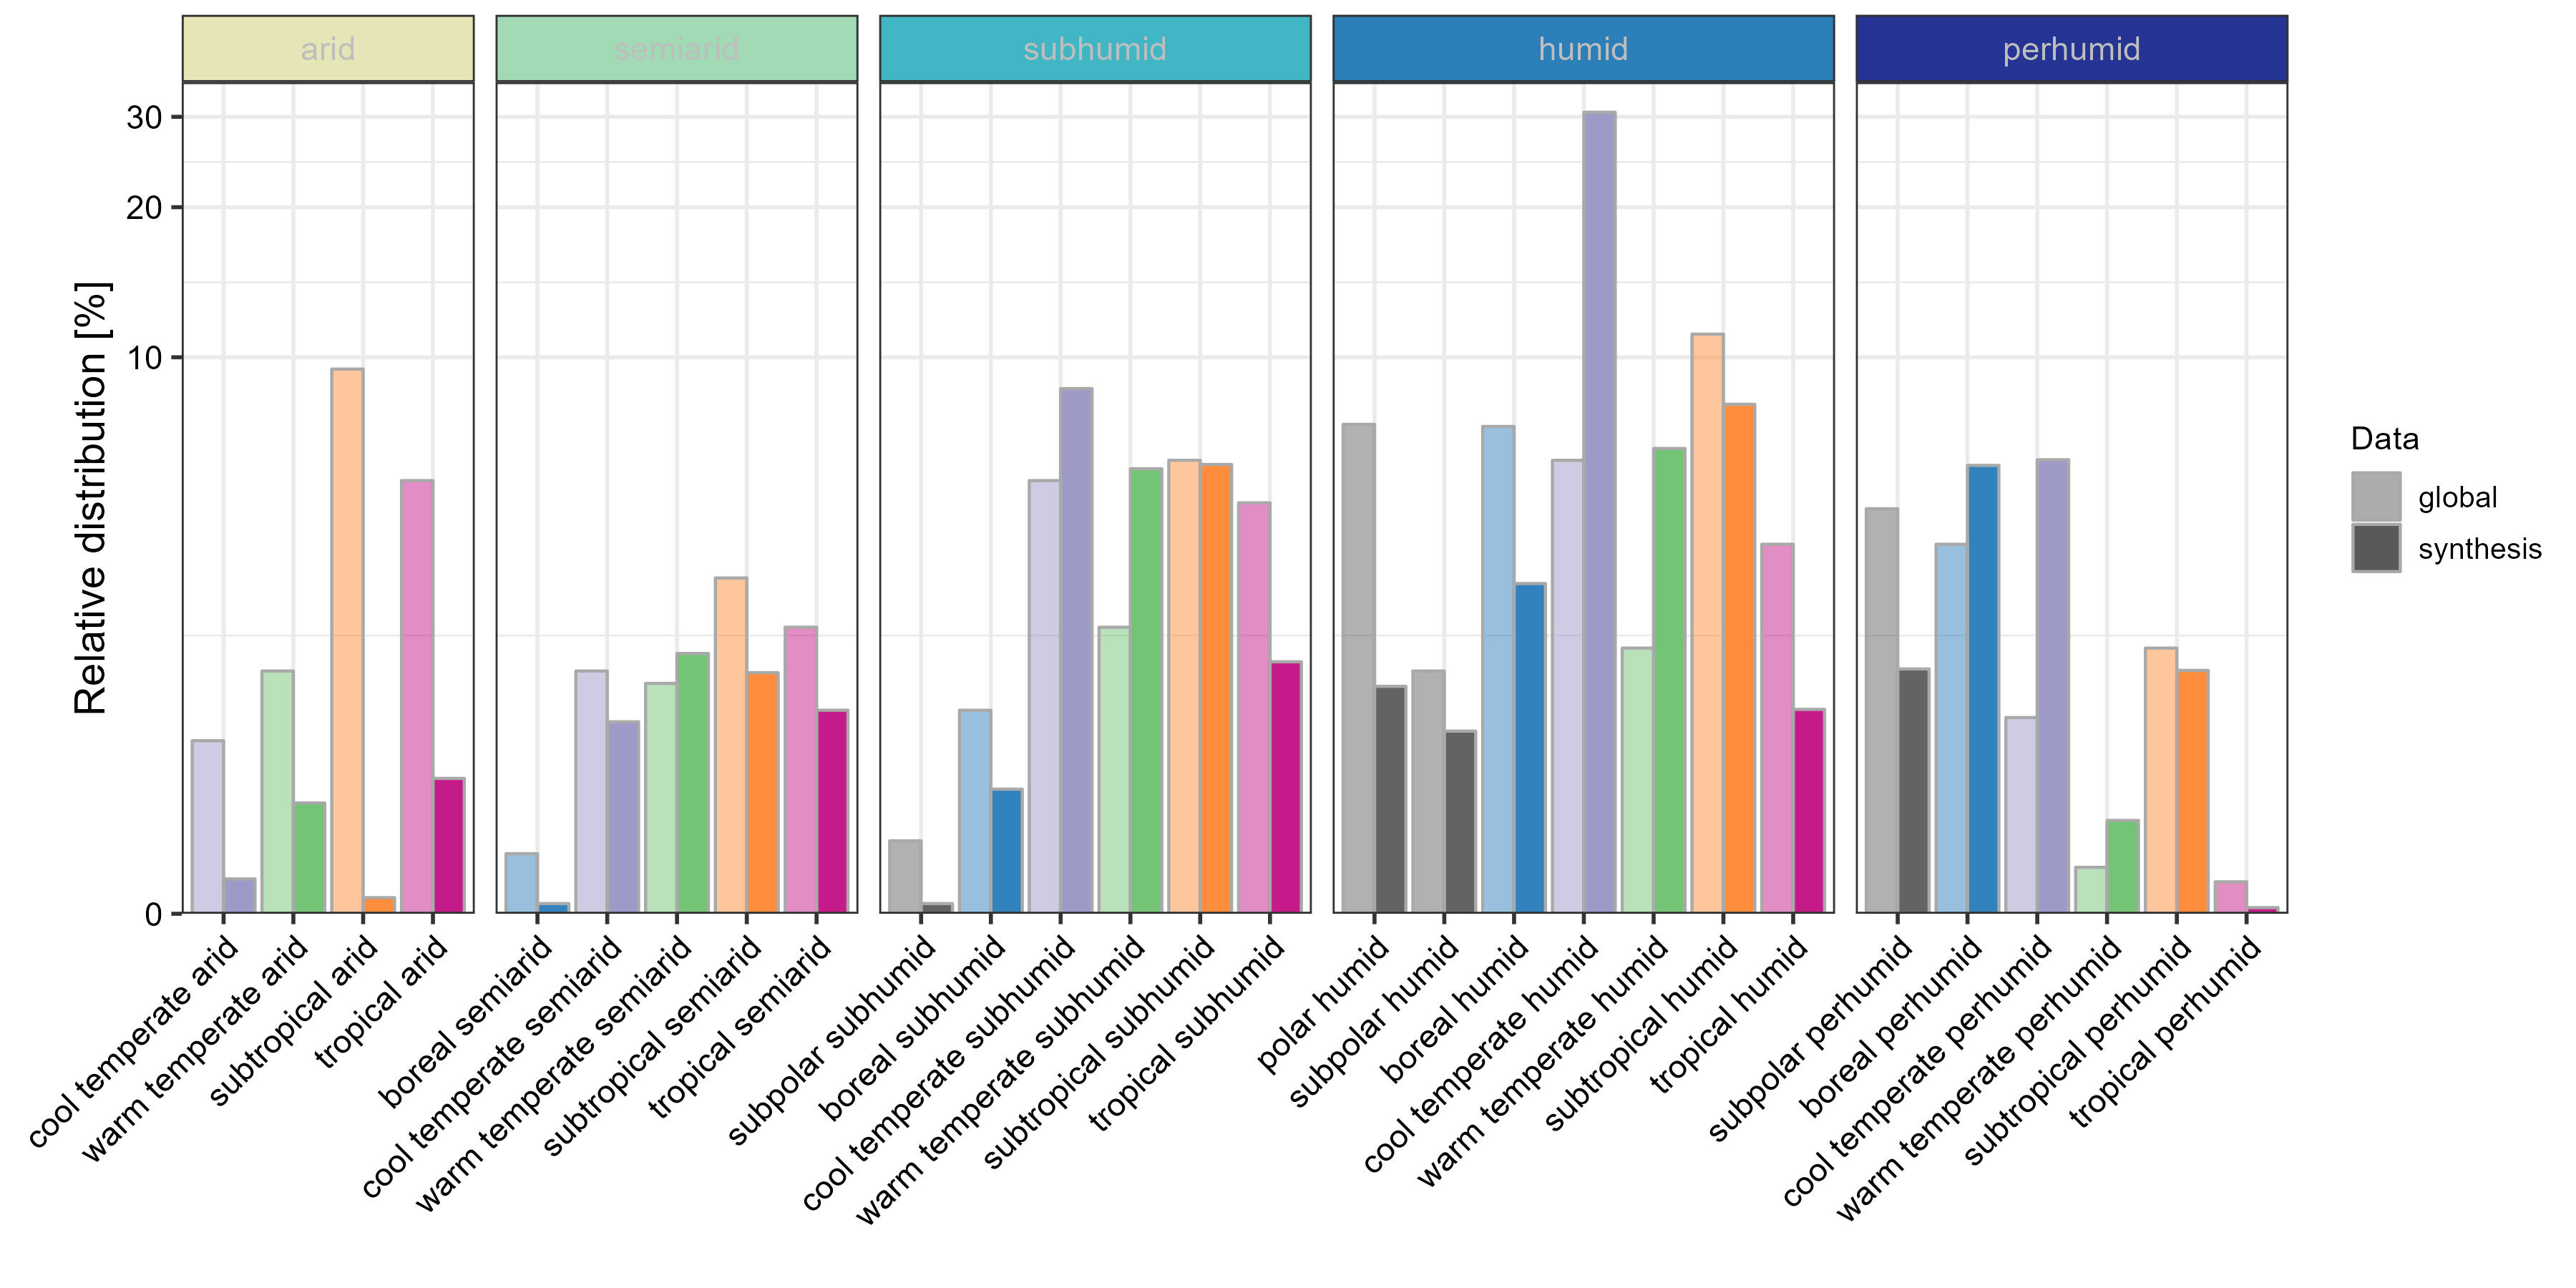 arid
semiarid
subhumid
humid
perhumid
Relative distribution [%]
30
20
10
0
cool temperate arid
warm temperate arid
subtropical arid
tropical arid
boreal semiarid
cool temperate semiarid
warm temperate semiarid
subtropical semiarid
tropical semiarid
subpolar subhumid
boreal subhumid
cool temperate subhumid
warm temperate subhumid
subtropical subhumid
tropical subhumid
polar humid
subpolar humid
boreal humid
cool temperate humid
warm temperate humid
subtropical humid
tropical humid
subpolar perhumid
boreal perhumid
cool temperate perhumid
warm temperate perhumid
subtropical perhumid
tropical perhumid
Data
global
synthesis